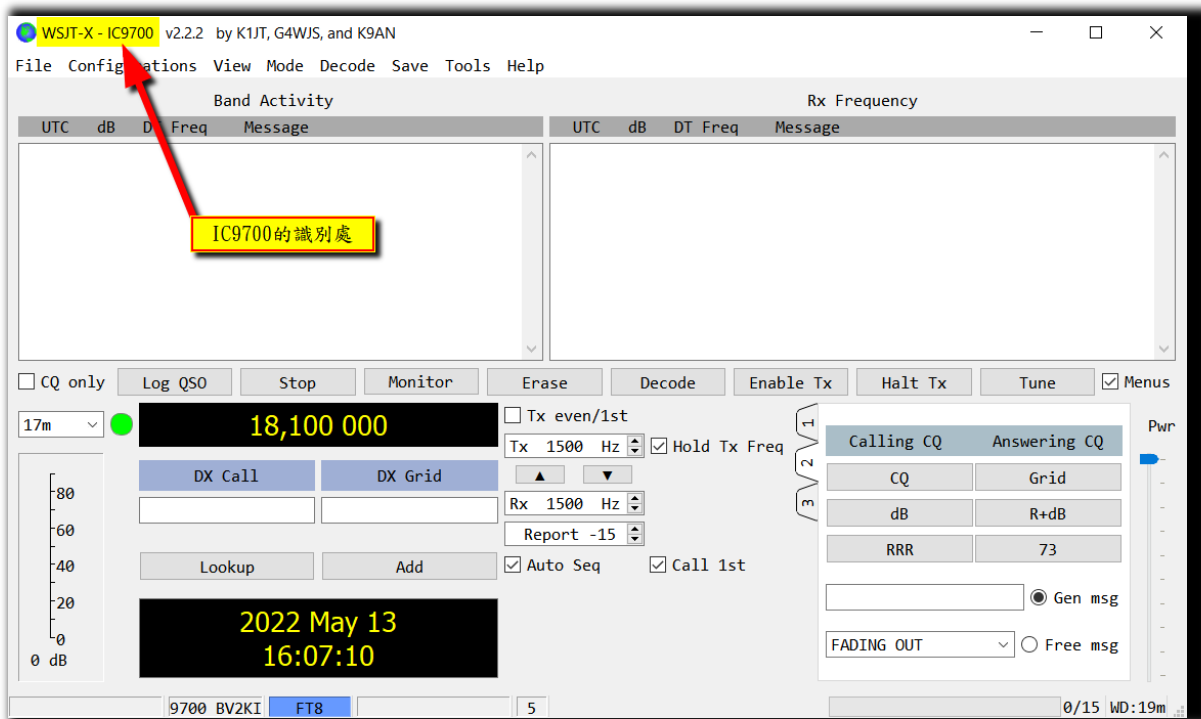 WSJT-X - IC9700 v2.2.2 by K1JT, G4WJS, and K9AN
File Configurations View Mode Decode Save Tools Help
Band Activity
Rx Frequency
UTC dB DT Freq Message
UTC dB DT Freq Message
IC9700的識別處
CQ only Log QSO Stop Monitor Erase Decode Enable Tx Halt Tx Tune Menus
17m 18,100 000
Tx even/1st
Tx 1500 Hz Hold Tx Freq
DX Call DX Grid
Rx 1500 Hz
Report -15
Lookup Add
Auto Seq Call 1st
2022 May 13
16:07:10
80
60
40
20
0
0 dB
1
2
3
Calling CQ Answering CQ
CQ Grid
dB R+dB
RRR 73
Gen msg
FADING OUT Free msg
Pwr
9700 BV2KI FT8 5 0/15 WD:19m